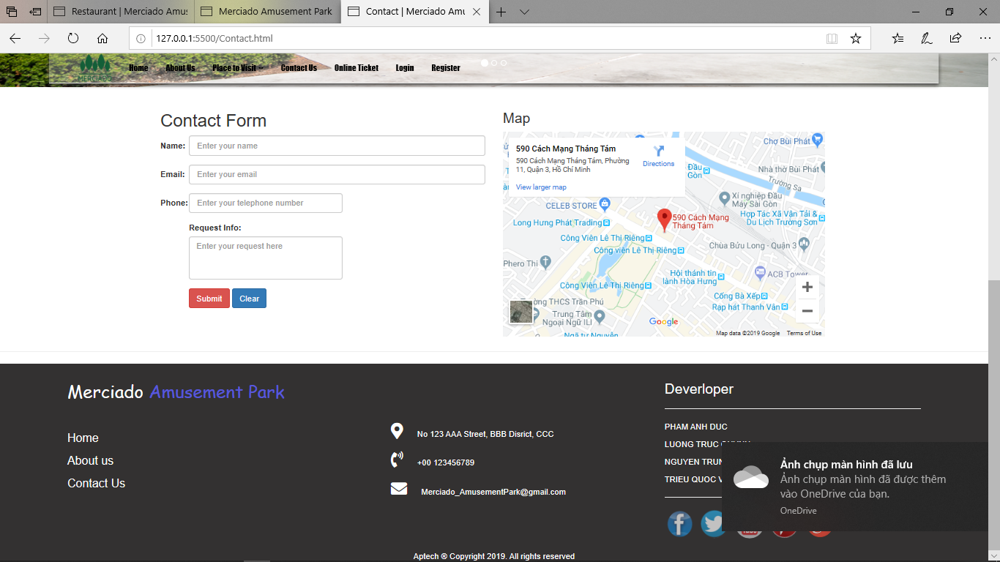 Restaurant | Merciado Amus
Merciado Amusement Park
Contact | Merciado Amu
127.0.0.1:5500/Contact.html
MERCIADO
Home
About Us
Place to Visit
Contact Us
Online Ticket
Login
Register
Contact Form
Name:
Enter your name
Email:
Enter your email
Phone:
Enter your telephone number
Request Info:
Enter your request here
Submit
Clear
Map
590 Cách Mạng Tháng Tám
590 Cách Mạng Tháng Tám, Phường
11, Quận 3, Hồ Chí Minh
Directions
View larger map
Chợ Bùi Phát
Nhà thờ Bùi Phát
Trường Sa
Đầu
Gòn
Xí nghiệp Đầu
Máy Sài Gòn
CELEB STORE
Hợp Tác Xã Vận Tải &
Du Lịch Trường Sơn
Long Hưng Phát Trading
590 Cách Mạng
Tháng Tám
Công Viên Lê Thị Riêng
Công viên Lê Thị Riêng
Chùa Bửu Long - Quận 3
Phero Thi
Hội thánh tin
lành Hòa Hưng
ACB Tower
Công Viên Lê Thị Riêng
Cống Bà Xếp
Rạp hát Thanh Vân
ường THCS Trần Phú
Trung Tâm
Ngoại Ngữ ILI
Ngã tư Nguyên
Google
Map data ©2019 Google
Terms of Use
Merciado Amusement Park
Home
About us
Contact Us
No 123 AAA Street, BBB Disrict, CCC
+00 123456789
Merciado_AmusementPark@gmail.com
Deverloper
PHAM ANH DUC
LUONG TRUC
NGUYEN TRUN
TRIEU QUOC V
Ảnh chụp màn hình đã lưu
Ảnh chụp màn hình đã được thêm
vào OneDrive của bạn.
OneDrive
Aptech ® Copyright 2019. All rights reserved